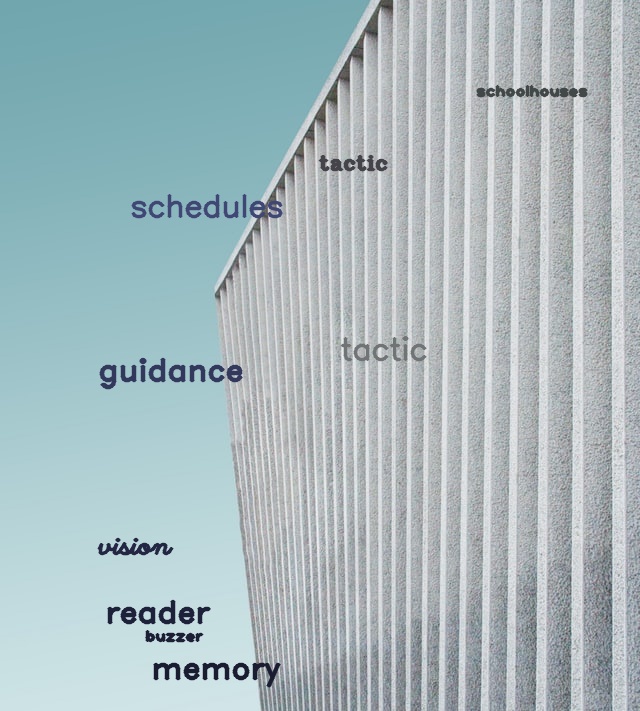 schoolhouses
tactic
schedules
tactic
guidance
vision
reader
buzzer
memory